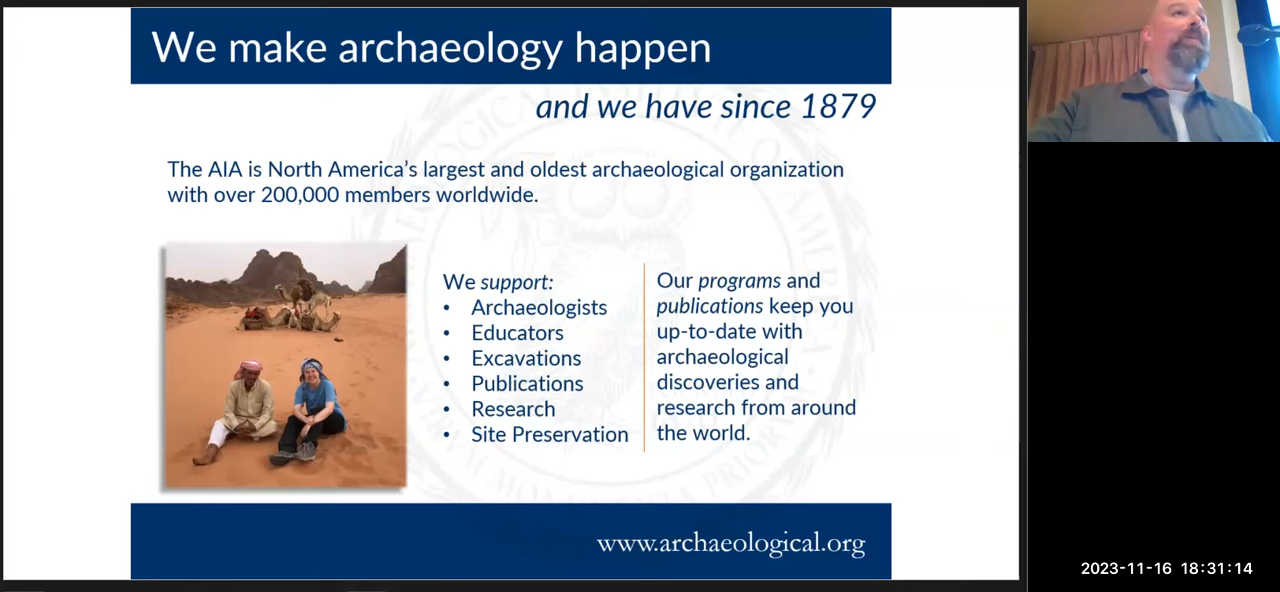 We make archaeology happen
and we have since 1879
The AIA is North America's largest and oldest archaeological organization
with over 200,000 members worldwide.
We support:
• Archaeologists
• Educators
• Excavations
• Publications
• Research
• Site Preservation
Our programs and
publications keep you
up-to-date with
archaeological
discoveries and
research from around
the world.
www.archaeological.org
2023-11-16 18:31:14